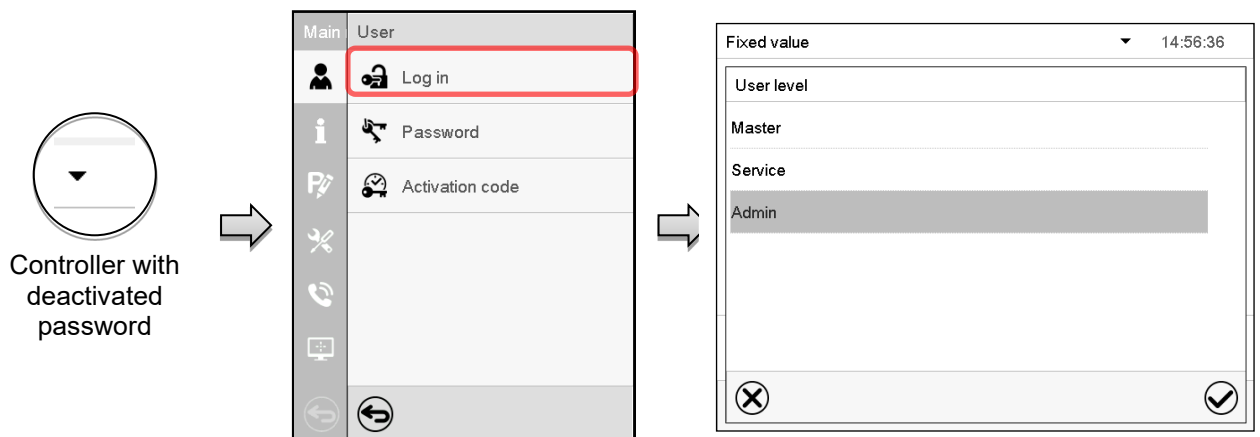 Controller with
deactivated
password
Main
User
Log in
Password
Activation code
Fixed value
14:56:36
User level
Master
Service
Admin